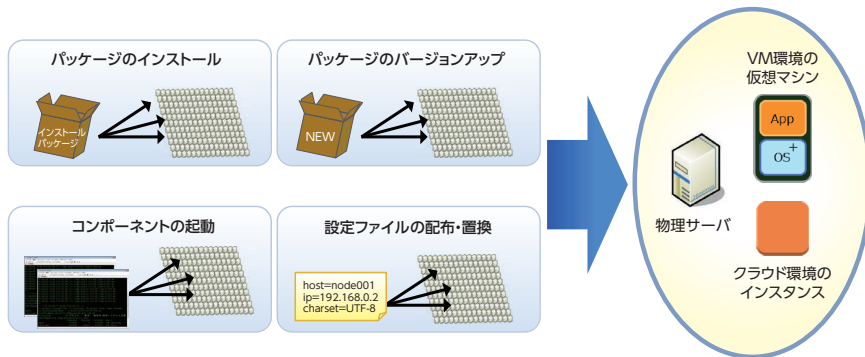 パッケージのインストール
インストール
パッケージ
パッケージのバージョンアップ
NEW
コンポーネントの起動
設定ファイルの配布・置換
host=node001
ip=192.168.0.2
charset=UTF-8
VM環境の
仮想マシン
App
+
OS
物理サーバ
クラウド環境の
インスタンス